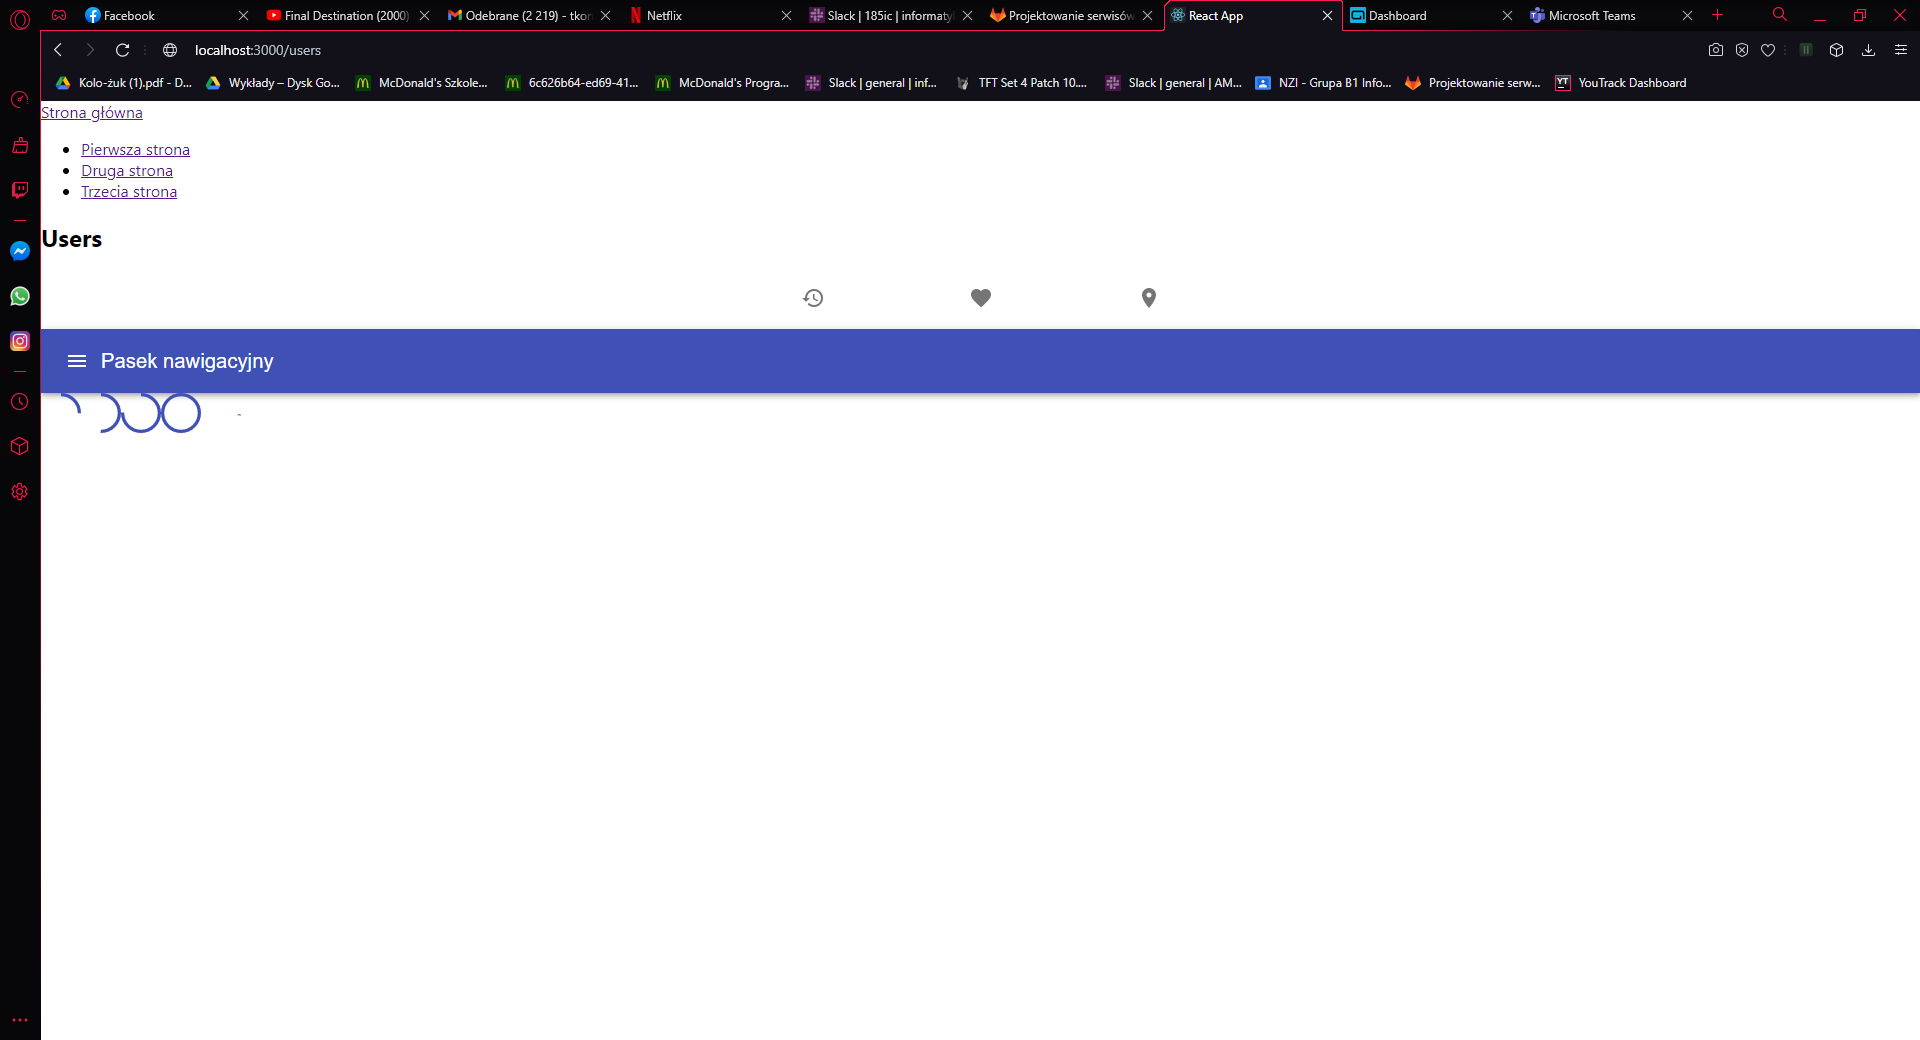 Facebook
Final Destination (2000)
Odebrane (2 219) - tkon
Netflix
Slack | 185ic | informatyk
Projektowanie serwisów
React App
Dashboard
Microsoft Teams
localhost:3000/users
Kolo-żuk (1).pdf - D...
Wykłady – Dysk Go...
McDonald's Szkole...
6c626b64-ed69-41...
McDonald's Progra...
Slack | general | inf...
TFT Set 4 Patch 10....
Slack | general | AM...
NZI - Grupa B1 Info...
Projektowanie serw...
YT
YouTrack Dashboard
Strona główna
Pierwsza strona
Druga strona
Trzecia strona
Users
Pasek nawigacyjny